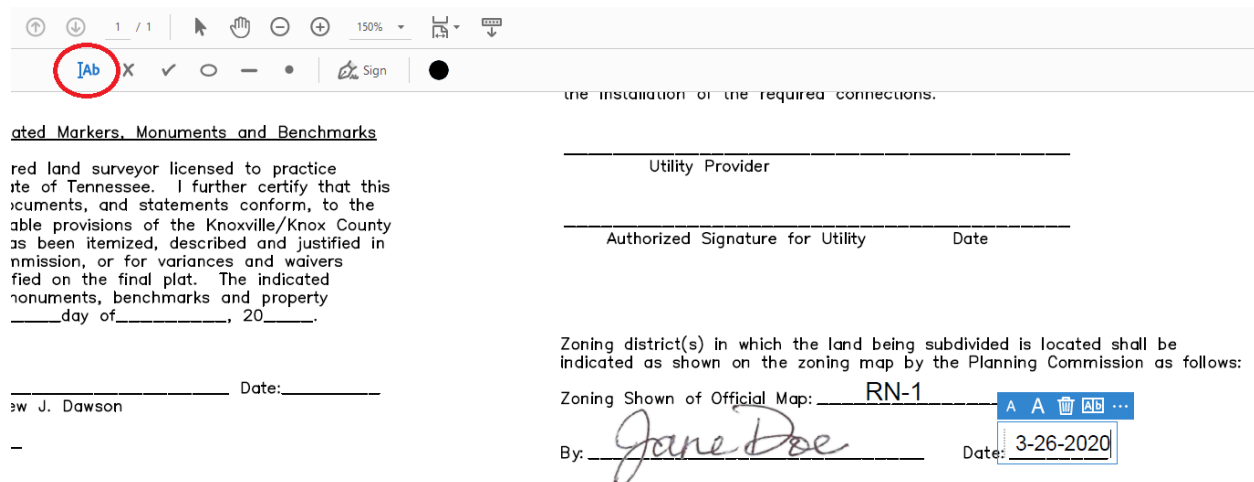 1 / 1 150%
Ab Sign
the installation of the required connections.
ated Markers, Monuments and Benchmarks
red land surveyor licensed to practice
ate of Tennessee. I further certify that this
ocuments, and statements conform, to the
able provisions of the Knoxville/Knox County
as been itemized, described and justified in
mmission, or for variances and waivers
fied on the final plat. The indicated
monuments, benchmarks and property
_____day of___________, 20_____.
______________________ Date:__________
ew J. Dawson
Utility Provider
Authorized Signature for Utility Date
Zoning district(s) in which the land being subdivided is located shall be
indicated as shown on the zoning map by the Planning Commission as follows:
Zoning Shown of Official Map: RN-1
A A Ab ...
By: Jane Doe Date: 3-26-2020